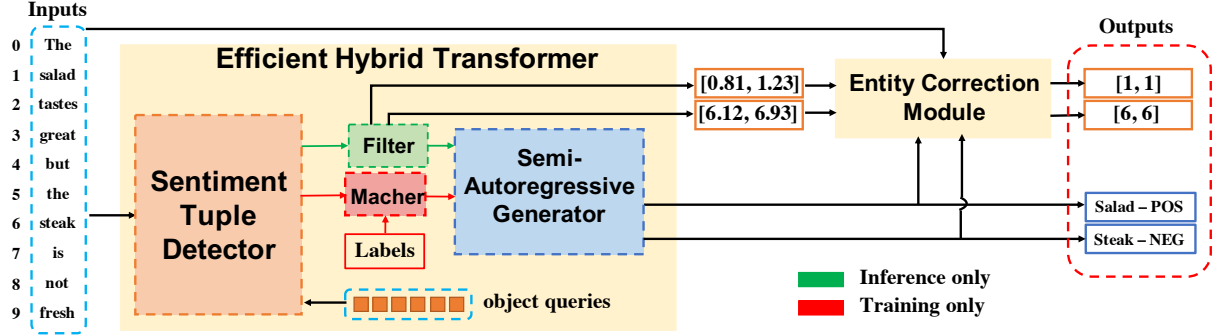 Inputs
0 The
1 salad
2 tastes
3 great
4 but
5 the
6 steak
7 is
8 not
9 fresh
Efficient Hybrid Transformer
Sentiment
Tuple
Detector
Filter
Macher
Labels
object queries
Semi-
Autoregressive
Generator
[0.81, 1.23]
[6.12, 6.93]
Entity Correction
Module
Outputs
[1, 1]
[6, 6]
Salad – POS
Steak – NEG
Inference only
Training only